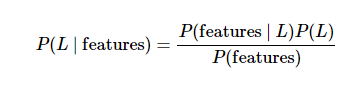 P(L | features) = P(features | L)P(L) / P(features)